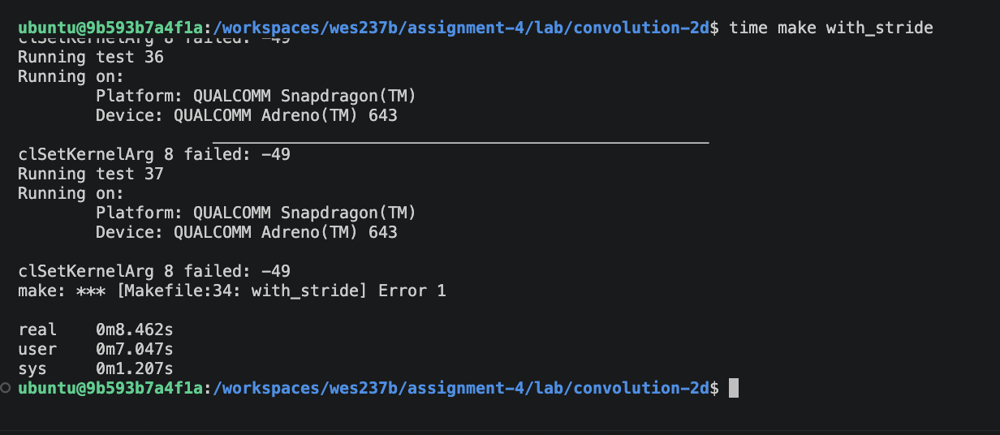 ubuntu@9b593b7a4f1a:/workspaces/wes237b/assignment-4/lab/convolution-2d$ time make with_stride
clSetKernelArg 8 failed: -49
Running test 36
Running on:
Platform: QUALCOMM Snapdragon(TM)
Device: QUALCOMM Adreno(TM) 643
clSetKernelArg 8 failed: -49
Running test 37
Running on:
Platform: QUALCOMM Snapdragon(TM)
Device: QUALCOMM Adreno(TM) 643
clSetKernelArg 8 failed: -49
make: *** [Makefile:34: with_stride] Error 1
real 0m8.462s
user 0m7.047s
sys 0m1.207s
ubuntu@9b593b7a4f1a:/workspaces/wes237b/assignment-4/lab/convolution-2d$